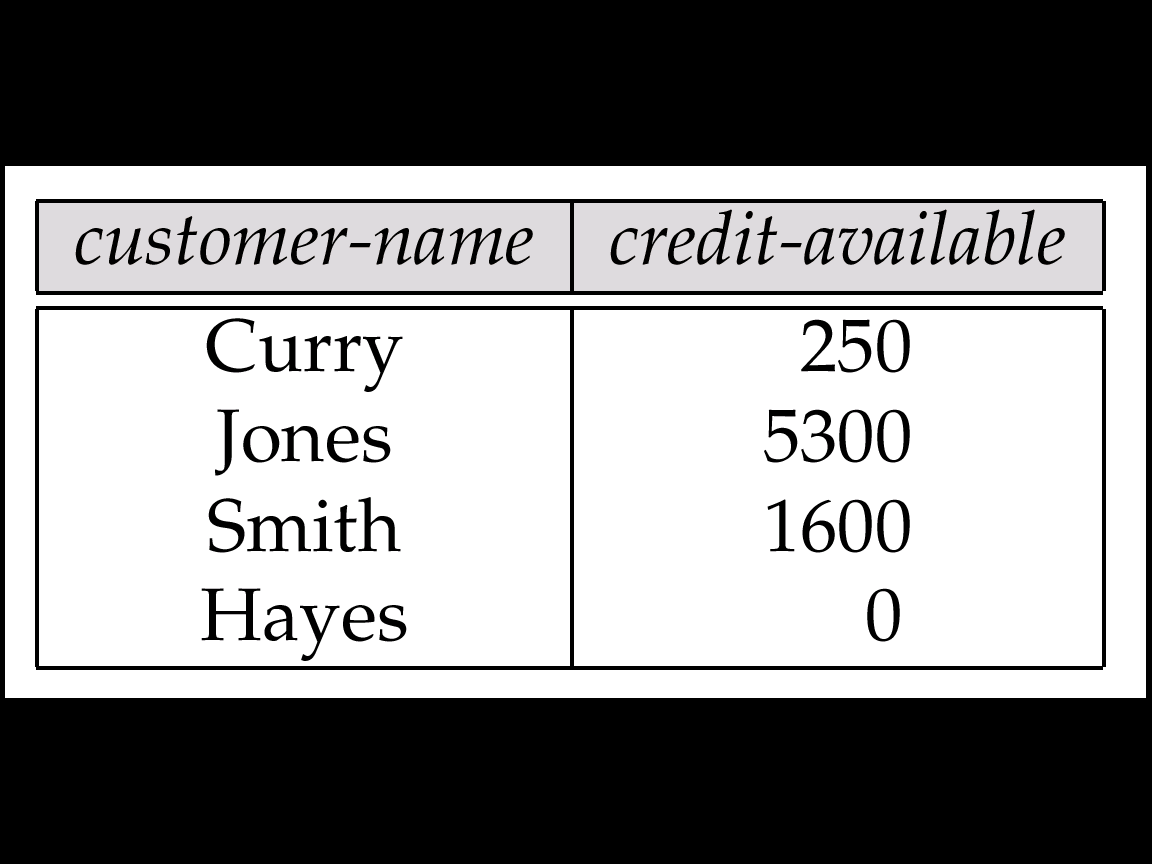 customer-name credit-available
Curry 250
Jones 5300
Smith 1600
Hayes 0